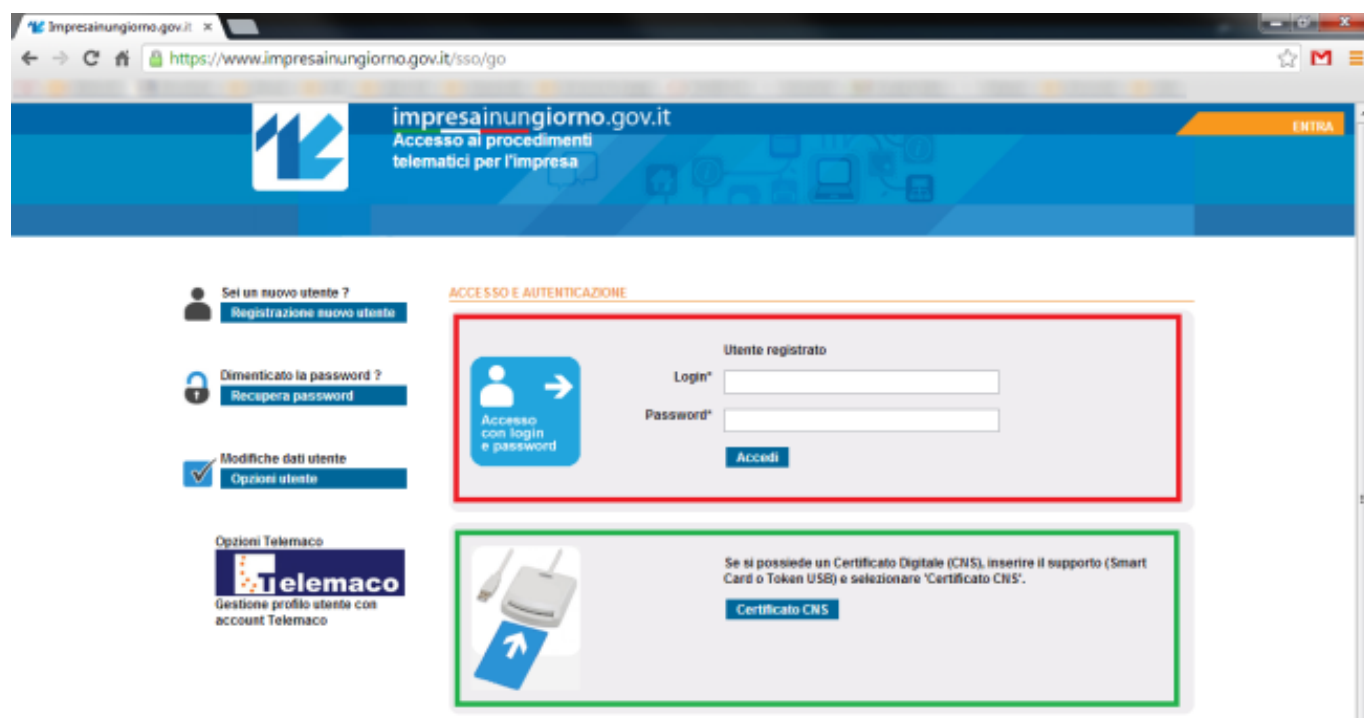 Impresainungiorno.gov.it
https://www.impresainungiorno.gov.it/sso/go
impresainungiorno.gov.it
Accesso ai procedimenti
telematici per l'impresa
ENTRA
Sei un nuovo utente ?
Registrazione nuovo utente
Dimenticato la password ?
Recupera password
Modifiche dati utente
Opzioni utente
Opzioni Telemaco
Telemaco
Gestione profilo utente con
account Telemaco
ACCESSO E AUTENTICAZIONE
Accesso
con login
e password
Utente registrato
Login*
Password*
Accedi
Se si possiede un Certificato Digitale (CNS), inserire il supporto (Smart
Card o Token USB) e selezionare 'Certificato CNS'.
Certificato CNS